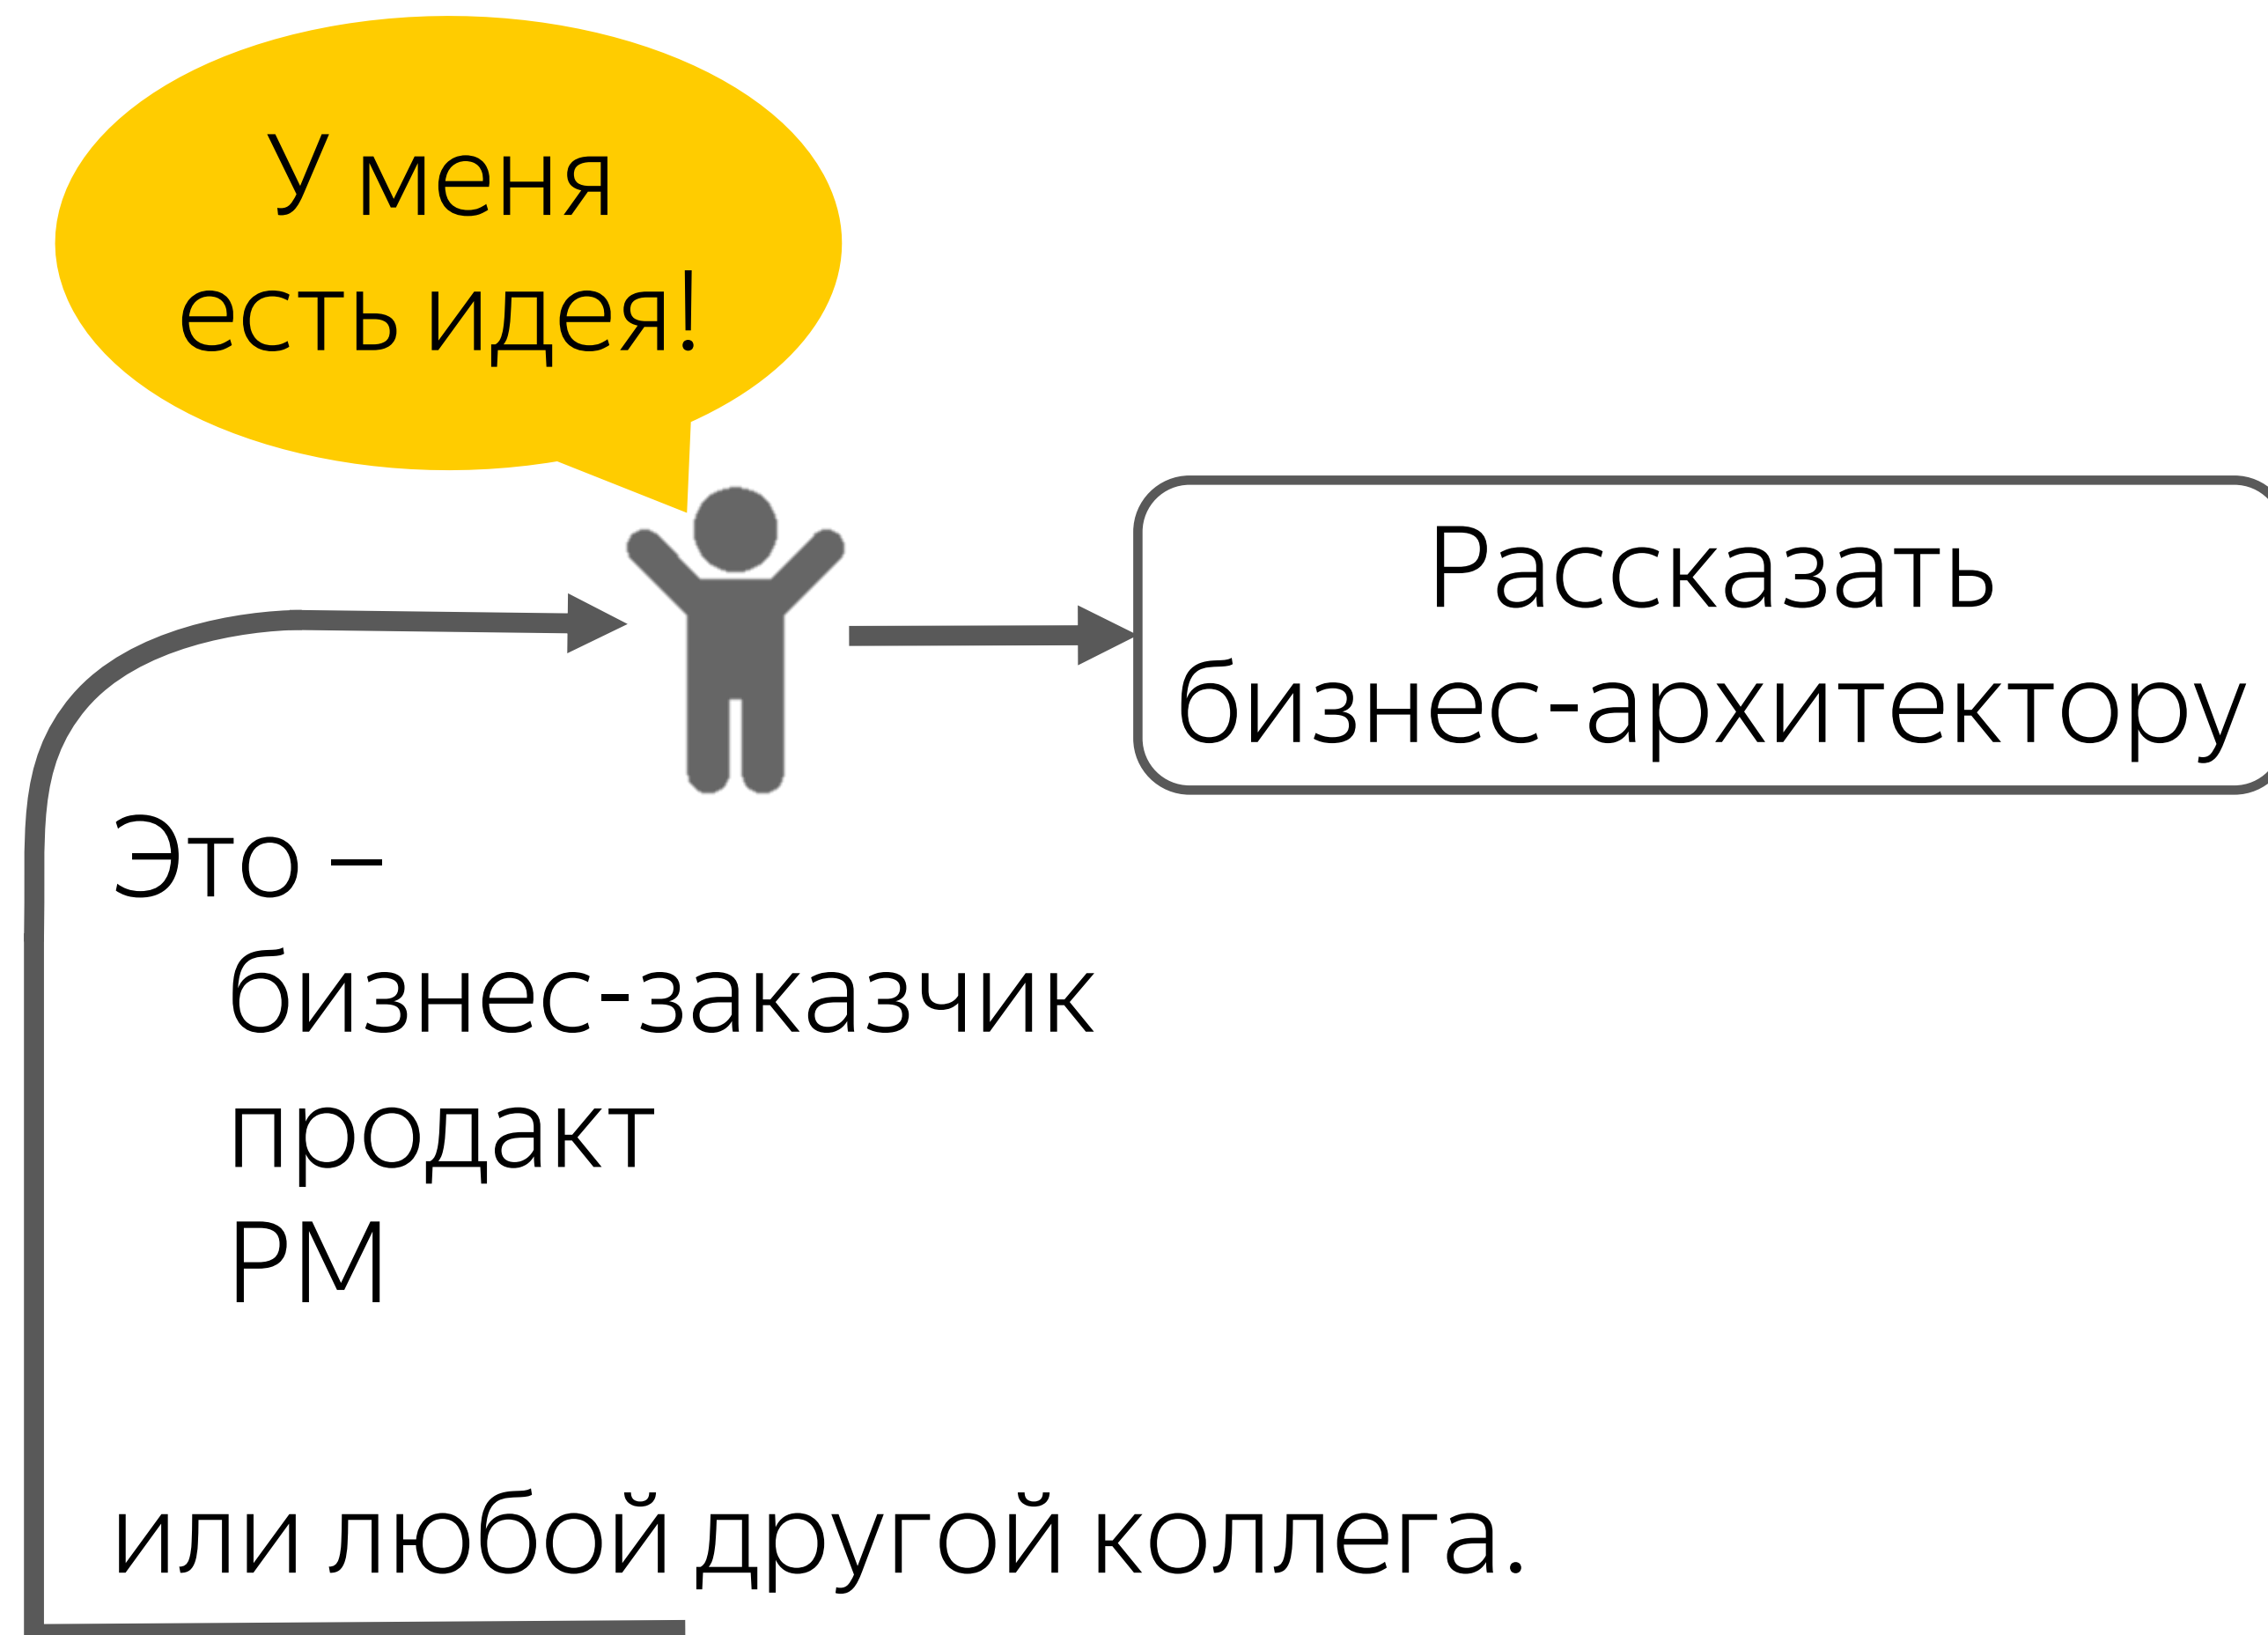 У меня
есть идея!
Рассказать
бизнес-архитектору
Это –
бизнес-заказчик
продакт
PM
или любой другой коллега.